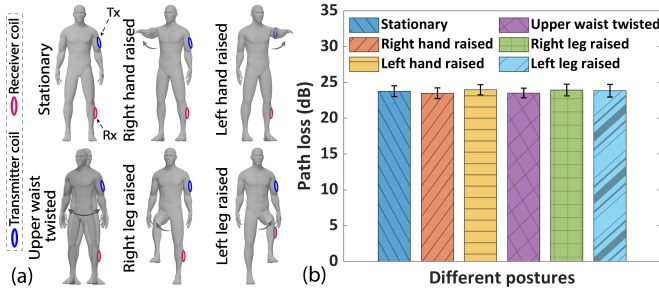 Receiver coil
Transmitter coil
Stationary
Tx
Rx
Right hand raised
Left hand raised
Upper waist
twisted
Right leg raised
Left leg raised
(a)
Path loss (dB)
35
30
25
20
15
10
5
0
Stationary
Upper waist twisted
Right hand raised
Right leg raised
Left hand raised
Left leg raised
Different postures
(b)